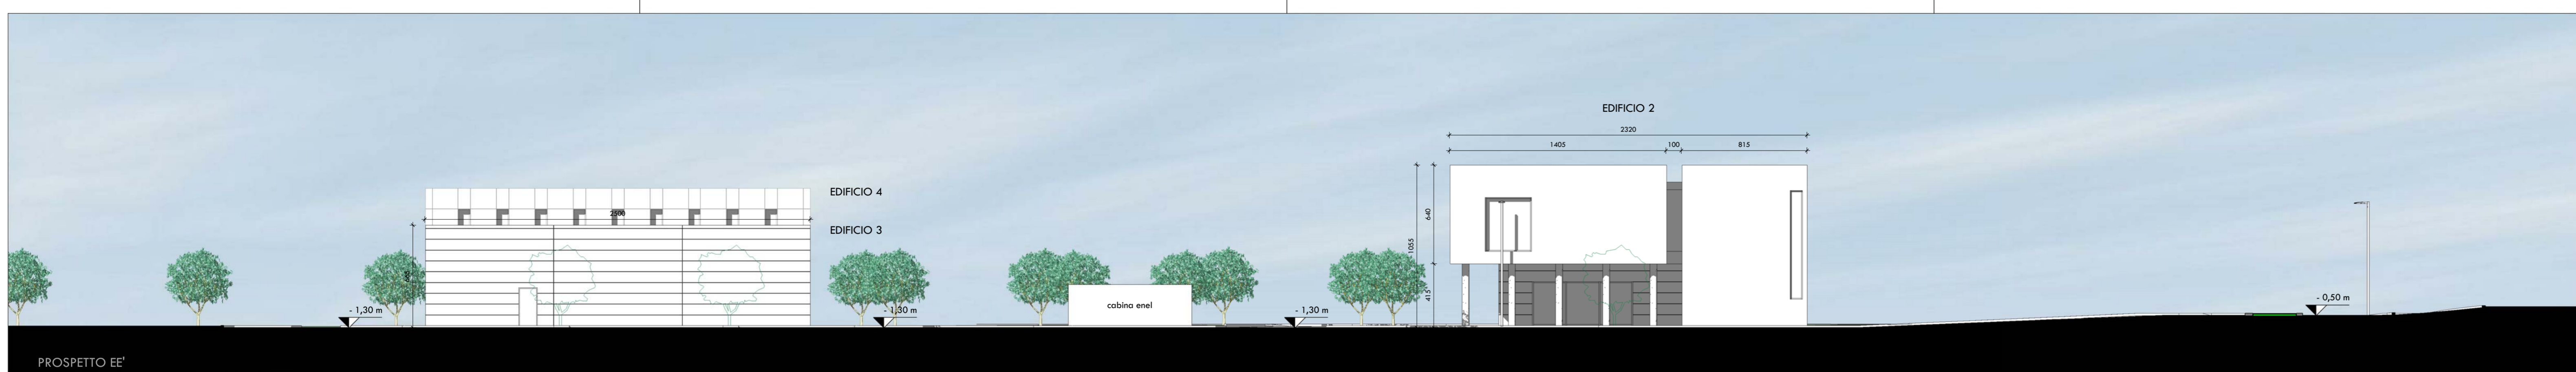 EDIFICIO 2
2320
1405 100 815
EDIFICIO 4
2500
EDIFICIO 3
640
1055
415
cabina enel
- 1,30 m
- 1,30 m
- 1,30 m
- 0,50 m
PROSPETTO EE'